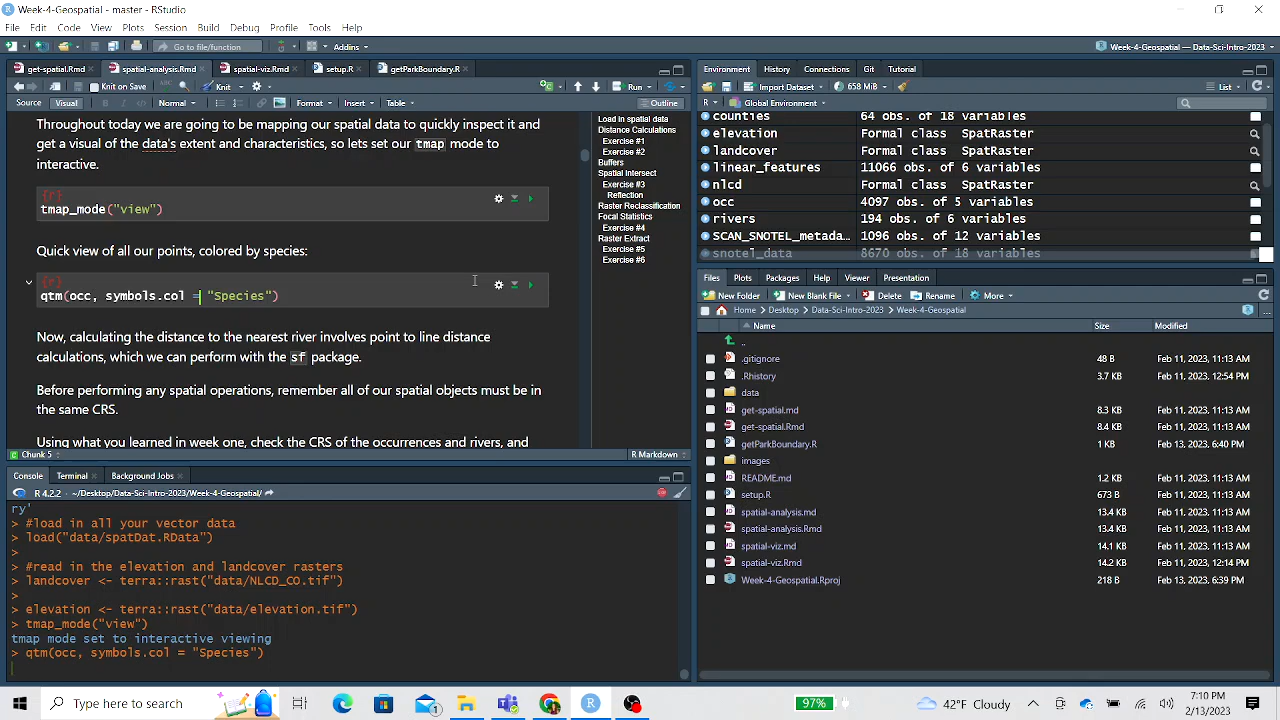 Week-4-Geospatial - master - RStudio
File Edit Code View Plots Session Build Debug Profile Tools Help
Go to file/function Addins Week-4-Geospatial — Data-Sci-Intro-2023
get-spatial.Rmd spatial-analysis.Rmd spatial-viz.Rmd setup.R getParkBoundary.R
Knit on Save Knit Run
Source Visual B I Normal Format Insert Table Outline
Throughout today we are going to be mapping our spatial data to quickly inspect it and
get a visual of the data's extent and characteristics, so lets set our tmap mode to
interactive.
{r}
tmap_mode("view")
Quick view of all our points, colored by species:
{r}
qtm(occ, symbols.col = "Species")
Now, calculating the distance to the nearest river involves point to line distance
calculations, which we can perform with the sf package.
Before performing any spatial operations, remember all of our spatial objects must be in
the same CRS.
Using what you learned in week one, check the CRS of the occurrences and rivers, and
Load in spatial data
Distance Calculations
Exercise #1
Exercise #2
Buffers
Spatial Intersect
Exercise #3
Reflection
Raster Reclassification
Focal Statistics
Exercise #4
Raster Extract
Exercise #5
Exercise #6
Chunk 5 R Markdown
Console Terminal Background Jobs
R 4.2.2 · ~/Desktop/Data-Sci-Intro-2023/Week-4-Geospatial/
ry'
> #load in all your vector data
> load("data/spatDat.RData")
>
> #read in the elevation and landcover rasters
> landcover <- terra::rast("data/NLCD_CO.tif")
>
> elevation <- terra::rast("data/elevation.tif")
> tmap_mode("view")
tmap mode set to interactive viewing
> qtm(occ, symbols.col = "Species")
Environment History Connections Git Tutorial
Import Dataset 658 MiB List
R Global Environment
counties 64 obs. of 18 variables
elevation Formal class SpatRaster
landcover Formal class SpatRaster
linear_features 11066 obs. of 6 variables
nlcd Formal class SpatRaster
occ 4097 obs. of 5 variables
rivers 194 obs. of 6 variables
SCAN_SNOTEL_metada... 1096 obs. of 12 variables
snotel_data 8670 obs. of 15 variables
Files Plots Packages Help Viewer Presentation
New Folder New Blank File Delete Rename More
Home Desktop Data-Sci-Intro-2023 Week-4-Geospatial ...
Name Size Modified
..
.gitignore 48 B Feb 11, 2023, 11:13 AM
.Rhistory 3.7 KB Feb 11, 2023, 12:54 PM
data
get-spatial.md 8.3 KB Feb 11, 2023, 11:13 AM
get-spatial.Rmd 8.4 KB Feb 11, 2023, 11:13 AM
getParkBoundary.R 1 KB Feb 13, 2023, 6:40 PM
images
README.md 1.2 KB Feb 11, 2023, 11:13 AM
setup.R 673 B Feb 11, 2023, 11:13 AM
spatial-analysis.md 13.4 KB Feb 11, 2023, 11:13 AM
spatial-analysis.Rmd 13.4 KB Feb 11, 2023, 11:13 AM
spatial-viz.md 14.1 KB Feb 11, 2023, 11:13 AM
spatial-viz.Rmd 14.2 KB Feb 11, 2023, 12:14 PM
Week-4-Geospatial.Rproj 218 B Feb 13, 2023, 6:39 PM
Type here to search 97% 42°F Cloudy 7:10 PM
2/13/2023